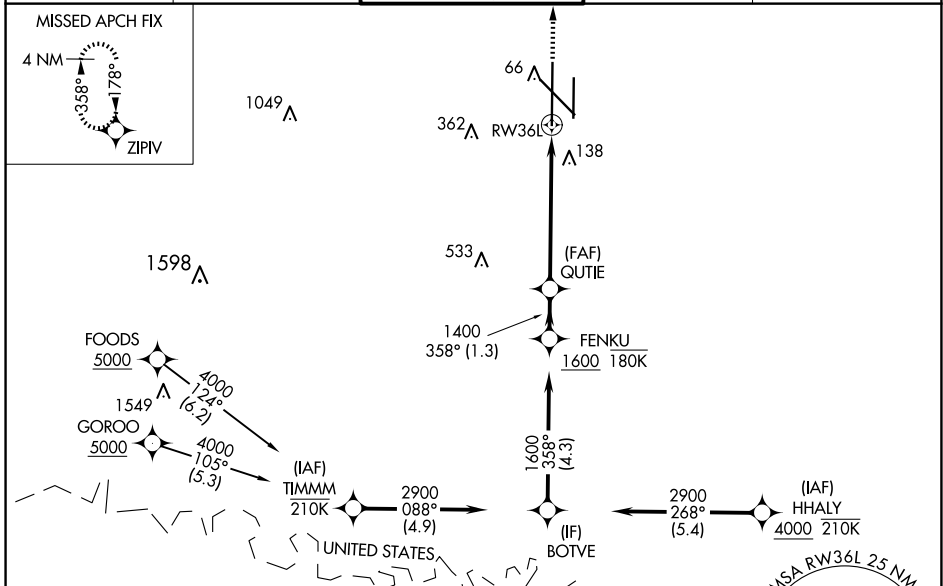 MISSED APCH FIX
4 NM
358°
178°
ZIPIV
1049
66
362
RW36L
138
1598
533
(FAF)
QUTIE
1400
358° (1.3)
FENKU
1600 180K
FOODS
5000
4000
124°
(6.2)
1549
GOROO
5000
4000
105°
(5.3)
(IAF)
TIMMM
210K
2900
088°
(4.9)
1600
358°
(4.3)
(IF)
BOTVE
2900
268°
(5.4)
(IAF)
HHALY
4000 210K
UNITED STATES
MSA RW36L 25 NM